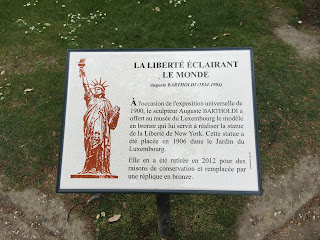 LA LIBERTÉ ÉCLAIRANT
LE MONDE
Auguste BARTHOLDI (1834-1904)
À l'occasion de l'exposition universelle de
1900, le sculpteur Auguste BARTHOLDI a
offert au musée du Luxembourg le modèle
en bronze qui lui servit à réaliser la statue
de la Liberté de New York. Cette statue a
été placée en 1906 dans le Jardin du
Luxembourg.
Elle en a été retirée en 2012 pour des
raisons de conservation et remplacée par
une réplique en bronze.